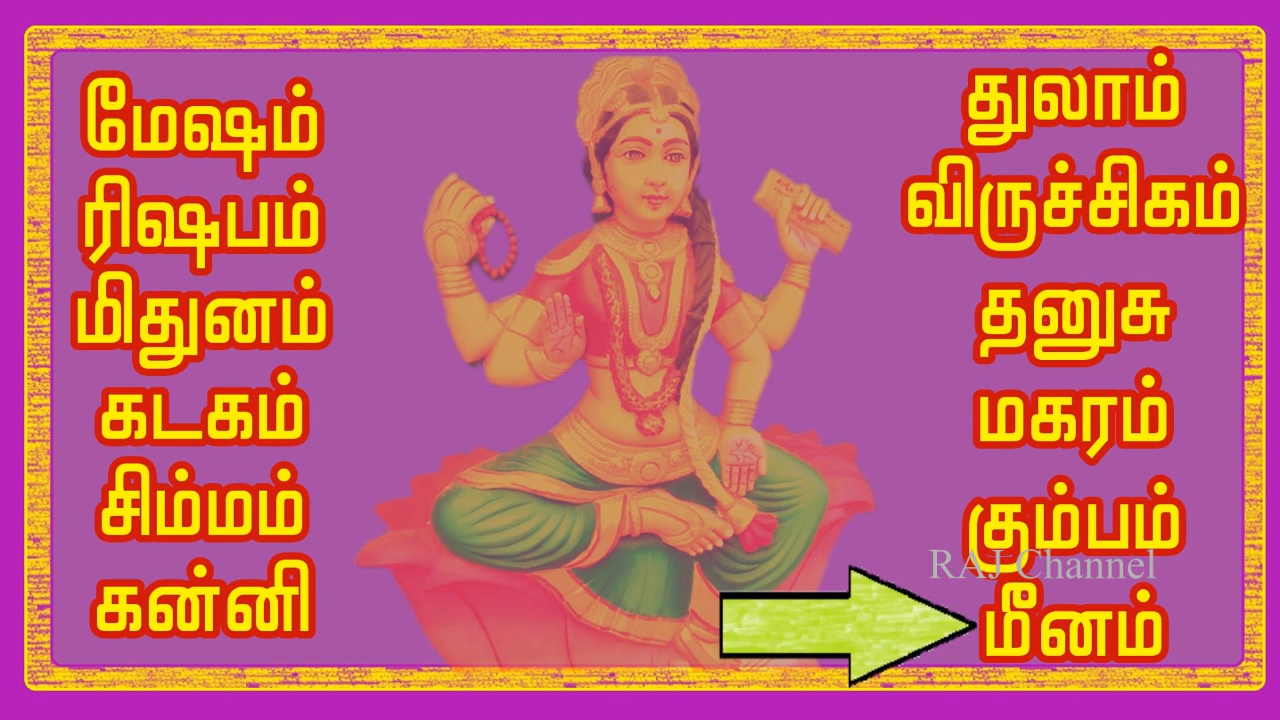 மேஷம்
ரிஷபம்
மிதுனம்
கடகம்
சிம்மம்
கன்னி
துலாம்
விருச்சிகம்
தனுசு
மகரம்
கும்பம்
RAJ Channel
மீனம்